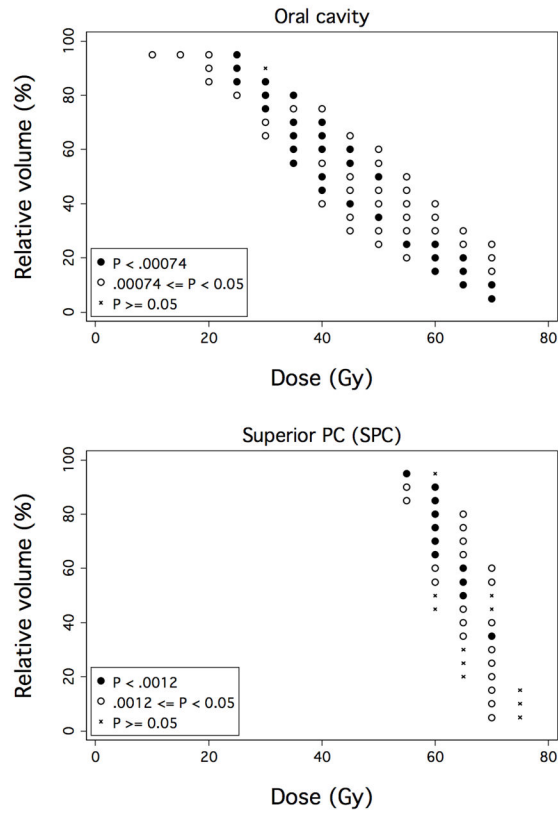 Oral cavity
Relative volume (%)
100
80
60
40
20
0
P < .00074
.00074 <= P < 0.05
P >= 0.05
0 20 40 60 80
Dose (Gy)
Superior PC (SPC)
Relative volume (%)
100
80
60
40
20
0
P < .0012
.0012 <= P < 0.05
P >= 0.05
0 20 40 60 80
Dose (Gy)